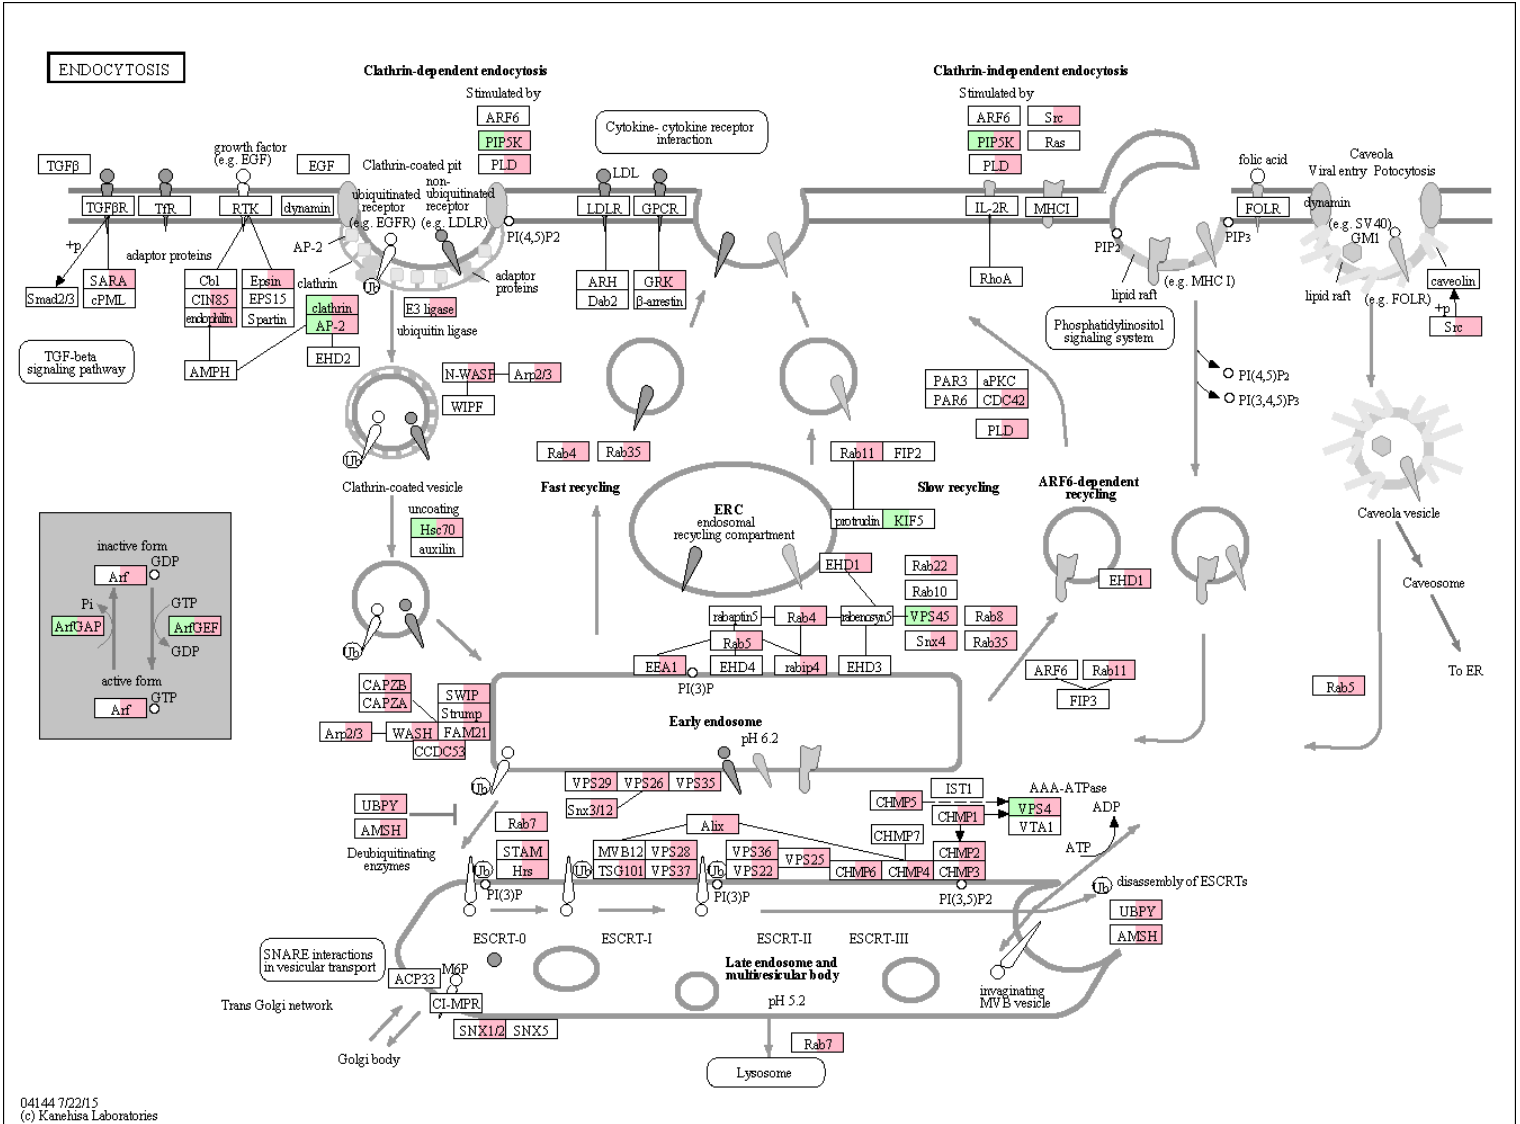 ENDOCYTOSIS
Clathrin-dependent endocytosis
Stimulated by
ARF6
PIP5K
PLD
Cytokine- cytokine receptor
interaction
Clathrin-independent endocytosis
Stimulated by
ARF6
Src
PIP5K
Ras
PLD
TGFβ
growth factor
(e.g. EGF)
EGF
Clathrin-coated pit
ubiquitinated
receptor
(e.g. EGFR)
non-
ubiquitinated
receptor
(e.g. LDLR)
LDL
folic acid
Caveola
Viral entry Potocytosis
TGFβR
TfR
RTK
dynamin
LDLR
GPCR
IL-2R
MHCI
FOLR
dynamin
(e.g. SV40)
GM1
+p
adaptor proteins
AP-2
PI(4,5)P2
PIP2
PIP3
SARA
cPML
Smad2/3
Cbl
CIN85
endophilin
Epsin
EPS15
Spartin
clathrin
clathrin
AP-2
EHD2
AMPH
adaptor
proteins
Ub
E3 ligase
ubiquitin ligase
ARH
Dab2
GRK
β-arrestin
RhoA
lipid raft
(e.g. MHC I)
lipid raft
(e.g. FOLR)
caveolin
+p
Src
TGF-beta
signaling pathway
Phosphatidylinositol
signaling system
N-WASP
Arp2/3
WIPF
PAR3
aPKC
PAR6
CDC42
PLD
PI(4,5)P2
PI(3,4,5)P3
Ub
Clathrin-coated vesicle
Rab4
Rab35
Fast recycling
Rab11
FIP2
Slow recycling
ARF6-dependent
recycling
uncoating
Hsc70
auxilin
ERC
endosomal
recycling compartment
protrudin
KIF5
Caveola vesicle
inactive form
Arf
GDP
Pi
GTP
ArfGAP
ArfGEF
GDP
active form
GTP
Arf
EHD1
Rab22
Rab10
EHD1
Caveosome
Ub
rabaptin5
Rab4
rabenosyn5
VPS45
Rab8
Rab5
Snx4
Rab35
EEA1
EHD4
rabip4
EHD3
PI(3)P
ARF6
Rab11
FIP3
To ER
Rab5
CAPZB
CAPZA
SWIP
Strump
Arp2/3
WASH
FAM21
CCDC53
Early endosome
pH 6.2
Ub
VPS29
VPS26
VPS35
Snx3/12
UBPY
AMSH
Deubiquitinating
enzymes
Rab7
Alix
CHMP5
IST1
CHMP1
AAA-ATPase
VPS4
VTA1
ADP
ATP
CHMP7
STAM
Hrs
MVB12
VPS28
TSG101
VPS37
VPS36
VPS22
VPS25
CHMP2
CHMP6
CHMP4
CHMP3
Ub
Ub
Ub
PI(3)P
PI(3)P
PI(3,5)P2
Ub
disassembly of ESCRTs
UBPY
AMSH
ESCRT-0
ESCRT-I
ESCRT-II
ESCRT-III
SNARE interactions
in vesicular transport
ACP33
M6P
CI-MPR
Late endosome and
multivesicular body
pH 5.2
invaginating
MVB vesicle
Trans Golgi network
SNX1/2
SNX5
Golgi body
Rab7
Lysosome
04144 7/22/15
(c) Kanehisa Laboratories